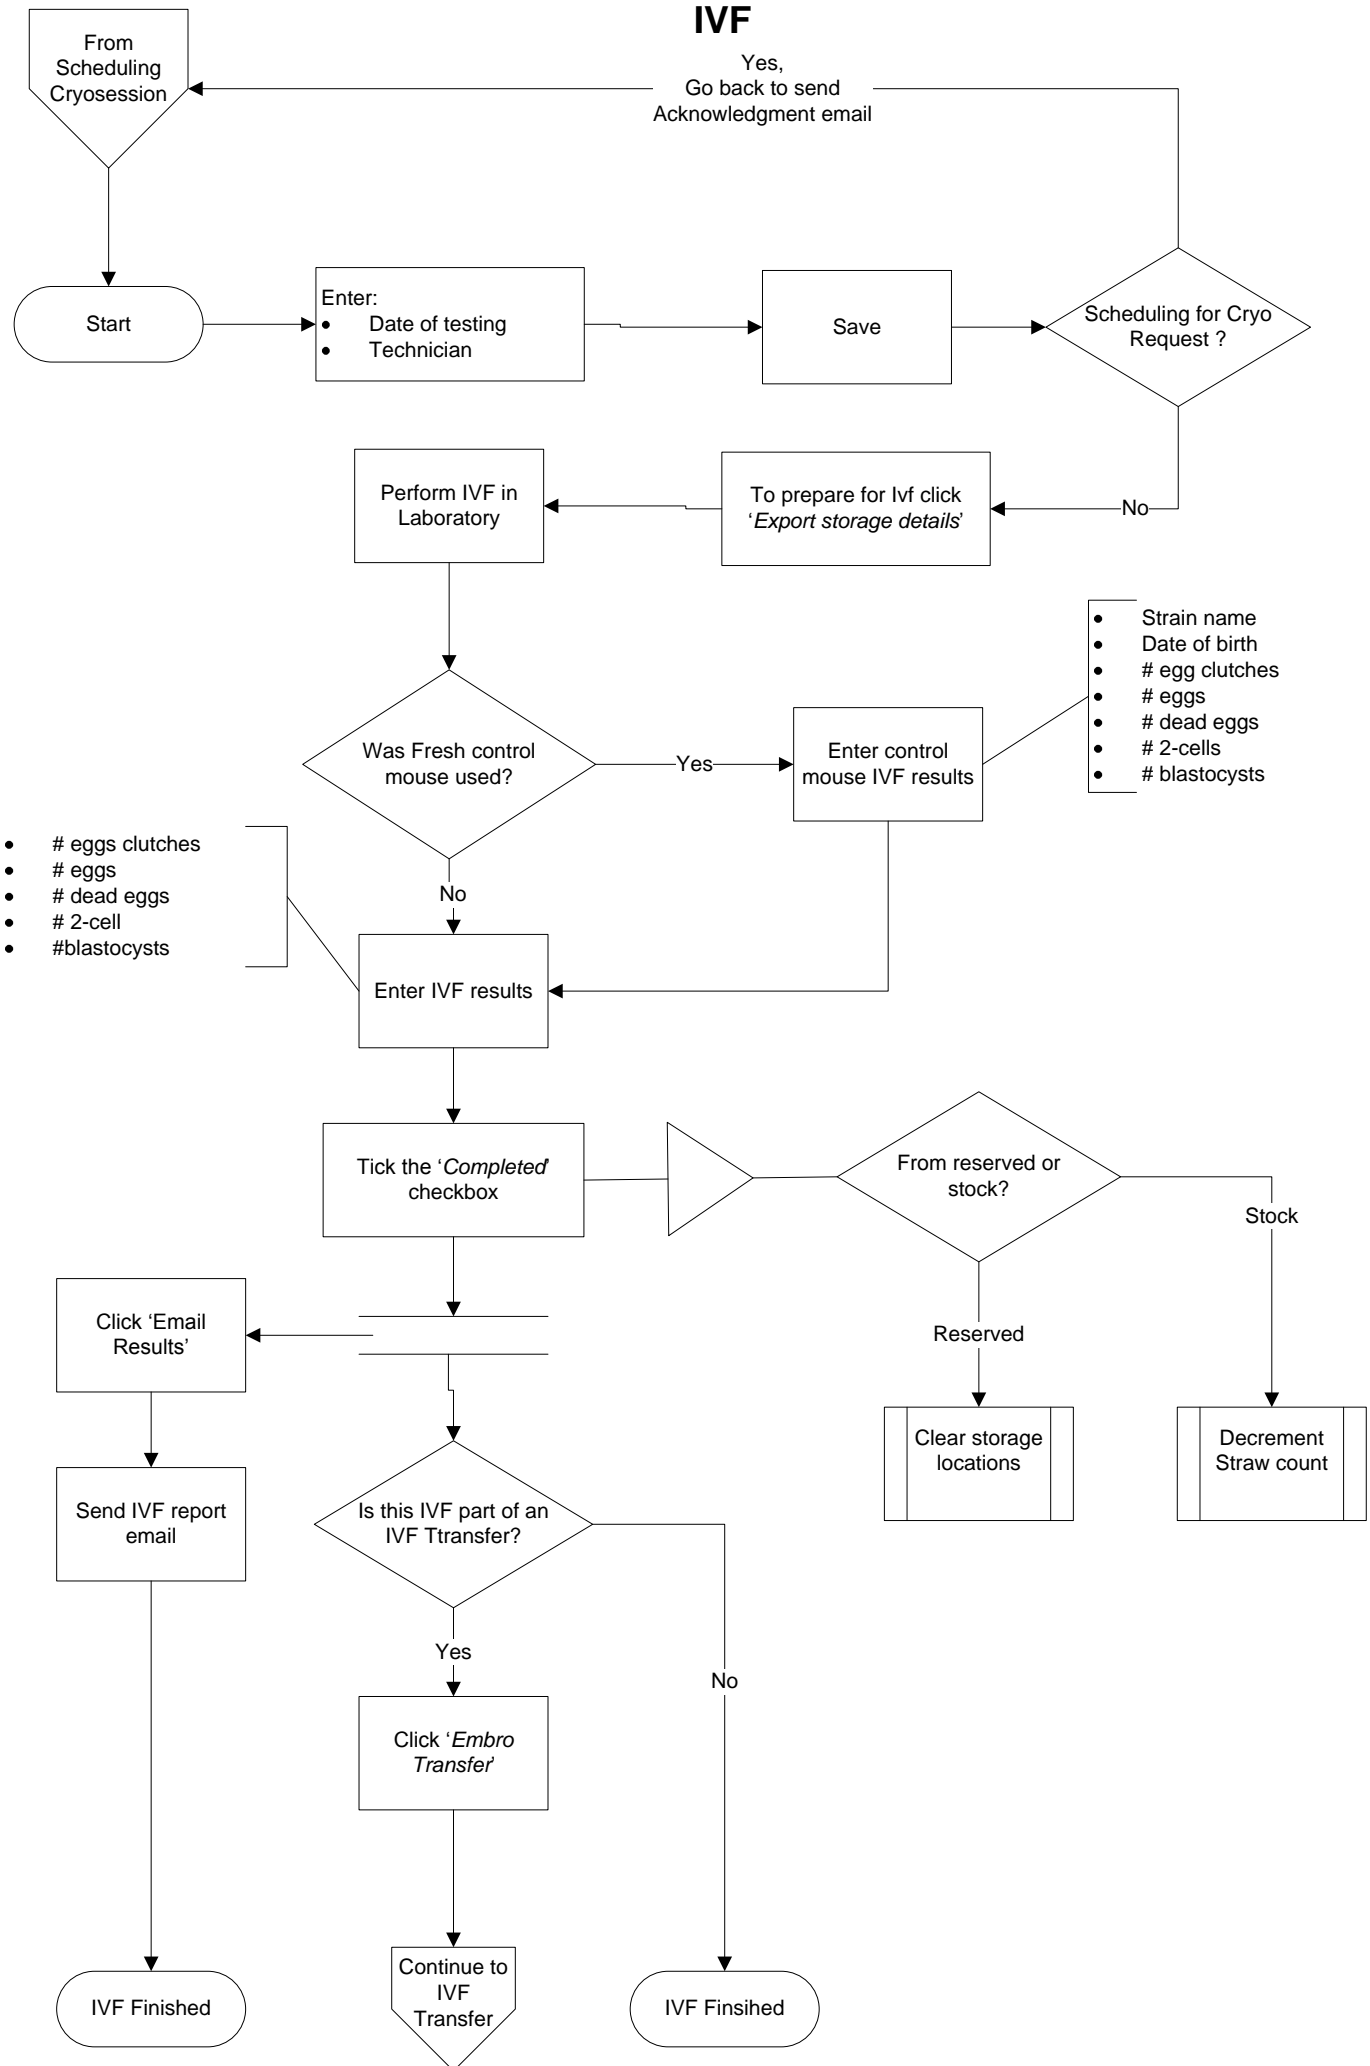 IVF
From
Scheduling
Cryosession
Yes,
Go back to send
Acknowledgment email
Start
Enter:
• Date of testing
• Technician
Save
Scheduling for Cryo
Request ?
No
To prepare for Ivf click
‘Export storage details’
Perform IVF in
Laboratory
Was Fresh control
mouse used?
Yes
Enter control
mouse IVF results
• Strain name
• Date of birth
• # egg clutches
• # eggs
• # dead eggs
• # 2-cells
• # blastocysts
No
• # eggs clutches
• # eggs
• # dead eggs
• # 2-cell
• #blastocysts
Enter IVF results
Tick the ‘Completed’
checkbox
From reserved or
stock?
Stock
Reserved
Clear storage
locations
Decrement
Straw count
Click ‘Email
Results’
Send IVF report
email
Is this IVF part of an
IVF Ttransfer?
Yes
No
Click ‘Embro
Transfer’
IVF Finished
Continue to
IVF
Transfer
IVF Finsihed